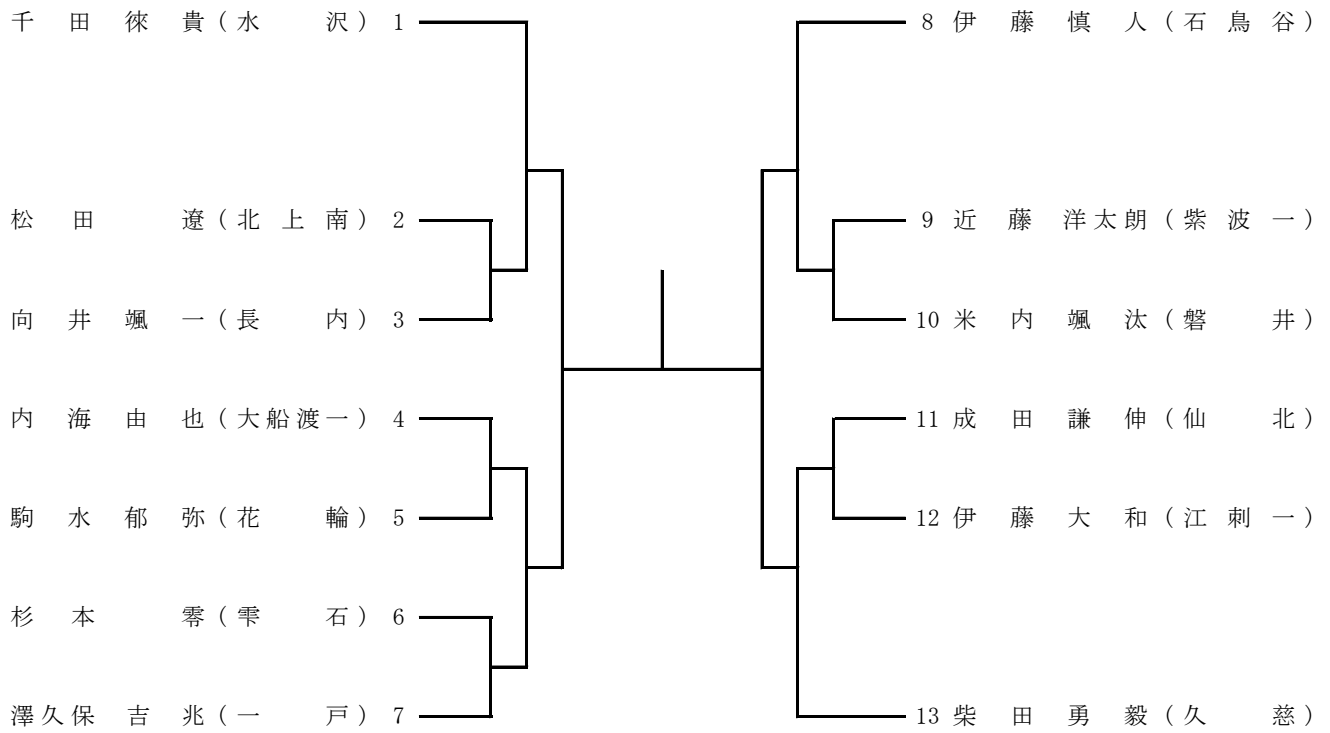 千田徠貴(水沢) 1
松田遼(北上南) 2
向井颯一(長内) 3
内海由也(大船渡一) 4
駒水郁弥(花輪) 5
杉本零(雫石) 6
澤久保吉兆(一戸) 7
8 伊藤慎人(石鳥谷)
9 近藤洋太朗(紫波一)
10 米内颯汰(磐井)
11 成田謙伸(仙北)
12 伊藤大和(江刺一)
13 柴田勇毅(久慈)